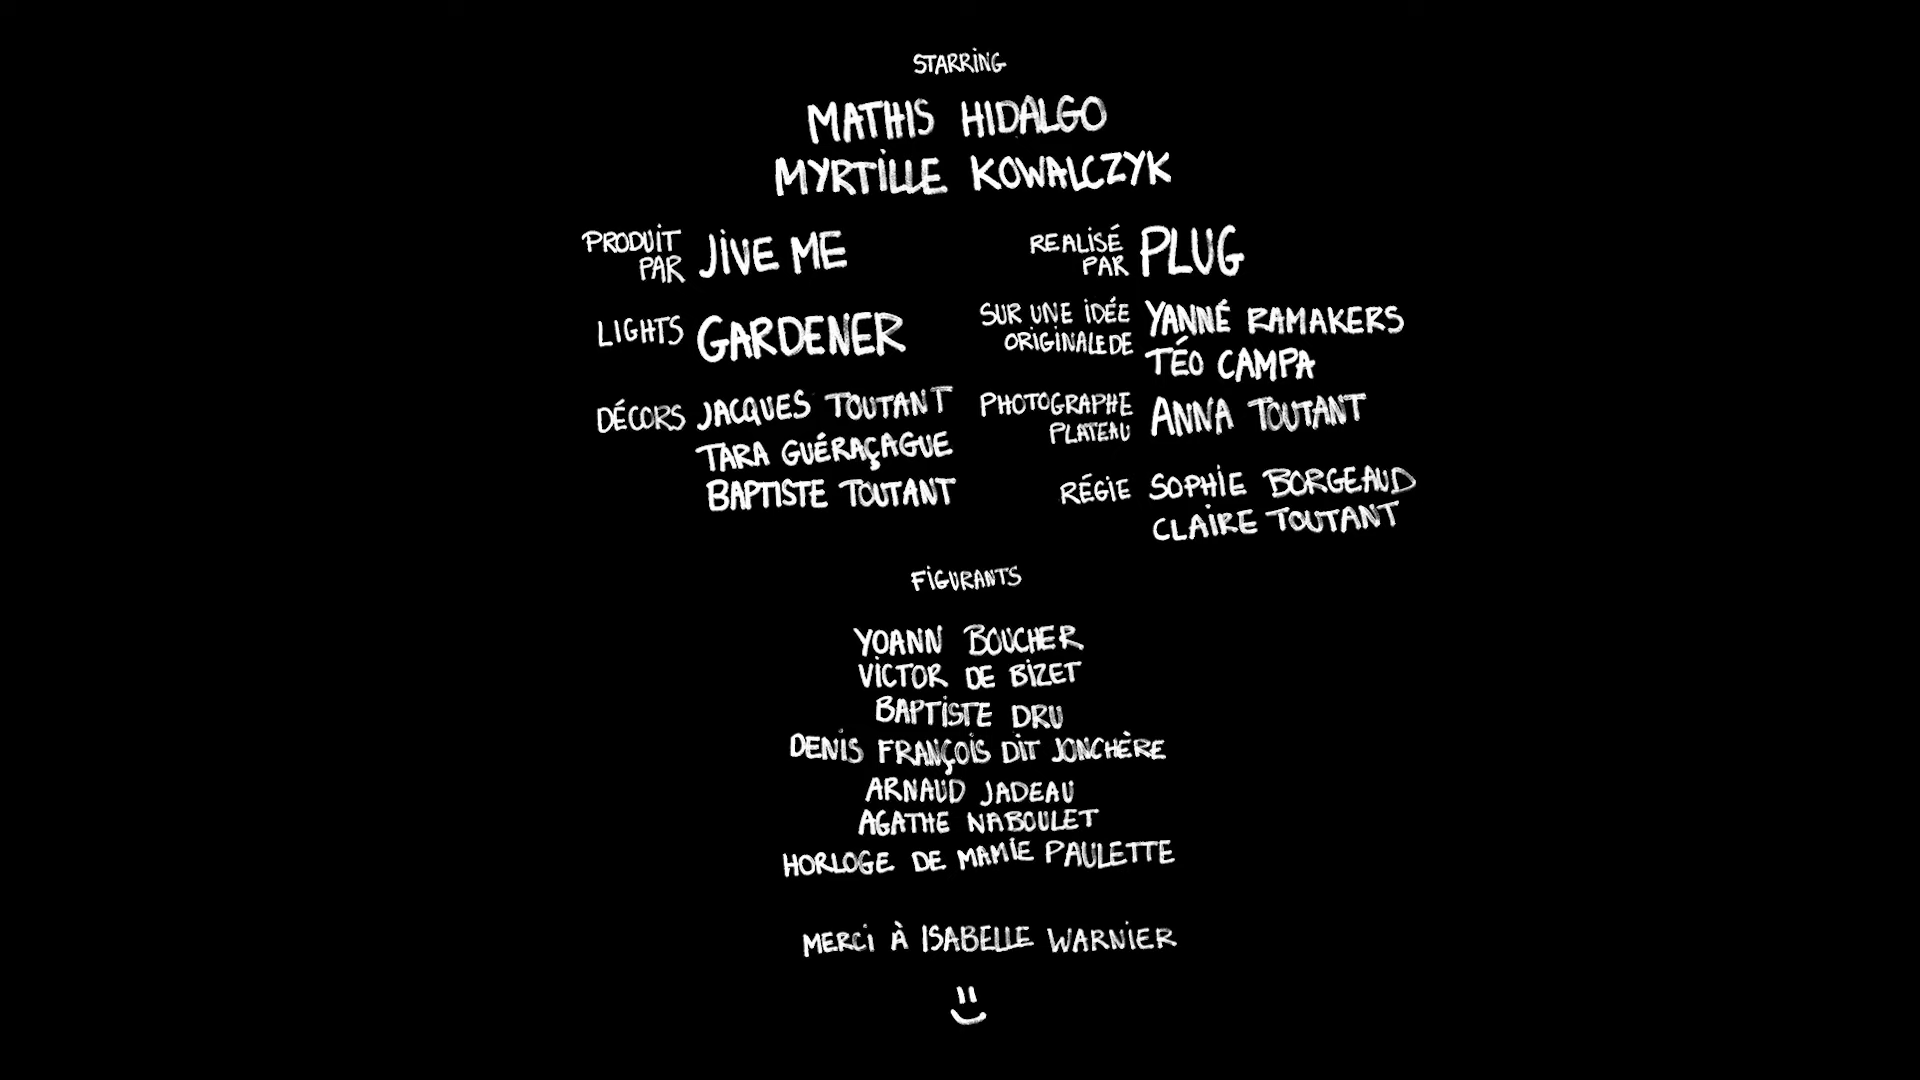 STARRING
MATHIS HIDALGO
MYRTILLE KOWALCZYK
PRODUIT PAR JIVE ME
REALISÉ PAR PLUG
LIGHTS GARDENER
SUR UNE IDÉE ORIGINALE DE YANNÉ RAMAKERS
TÉO CAMPA
DÉCORS JACQUES TOUTANT
TARA GUÉRAÇAGUE
BAPTISTE TOUTANT
PHOTOGRAPHE PLATEAU ANNA TOUTANT
RÉGIE SOPHIE BORGEAUD
CLAIRE TOUTANT
FIGURANTS
YOANN BOUCHER
VICTOR DE BIZET
BAPTISTE DRU
DENIS FRANÇOIS DIT JONCHÈRE
ARNAUD JADEAU
AGATHE NABOULET
HORLOGE DE MAMIE PAULETTE
MERCI À ISABELLE WARNIER